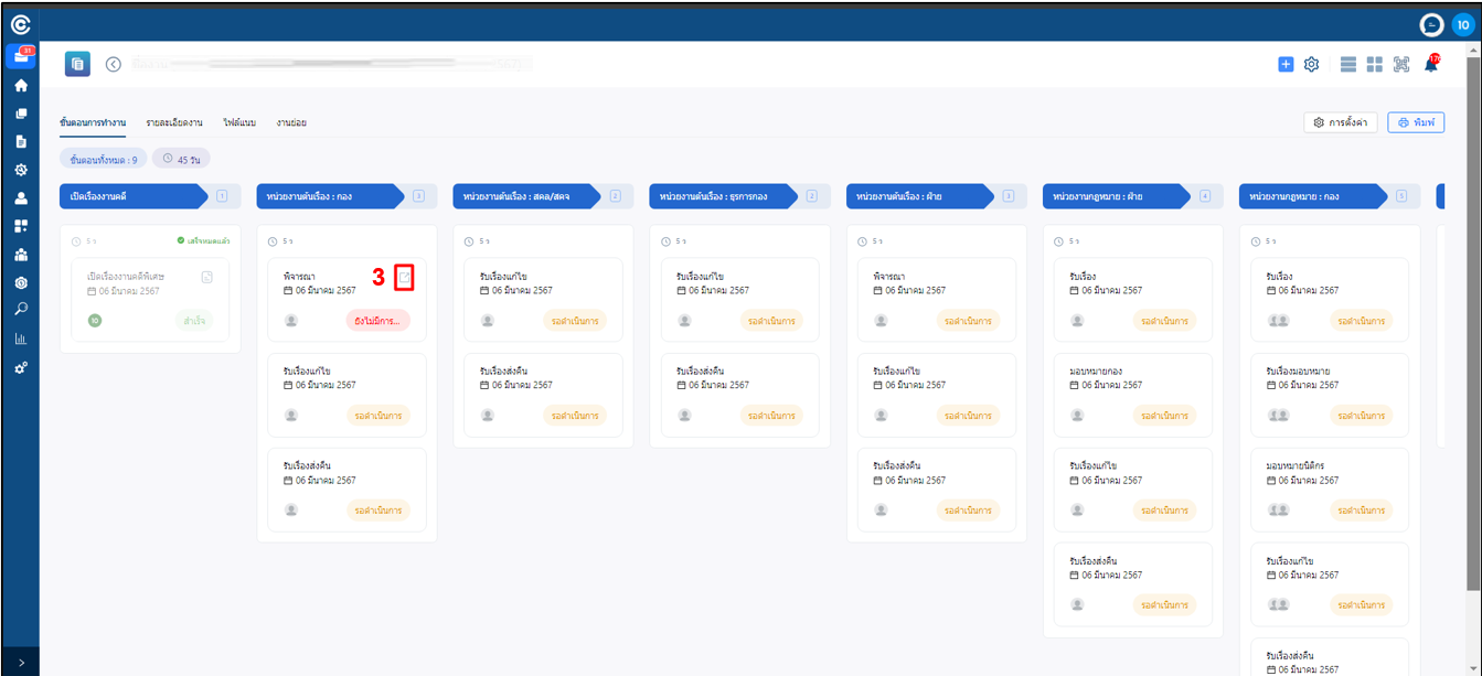 10
31
176
ขั้นตอนการทำงาน รายละเอียดงาน ไฟล์แนบ งานย่อย
การตั้งค่า พิมพ์
ขั้นตอนทั้งหมด : 9 45 วัน
เปิดเรื่องงานคดี 1
5 ว เสร็จหมดแล้ว
เปิดเรื่องงานคดีพิเศษ
06 มีนาคม 2567
10 สำเร็จ
หน่วยงานต้นเรื่อง : กอง 3
5 ว
พิจารณา 3
06 มีนาคม 2567
ยังไม่มีการ...
รับเรื่องแก้ไข
06 มีนาคม 2567
รอดำเนินการ
รับเรื่องส่งคืน
06 มีนาคม 2567
รอดำเนินการ
หน่วยงานต้นเรื่อง : สคล/สคจ 2
5 ว
รับเรื่องแก้ไข
06 มีนาคม 2567
รอดำเนินการ
รับเรื่องส่งคืน
06 มีนาคม 2567
รอดำเนินการ
หน่วยงานต้นเรื่อง : ธุรการกอง 2
5 ว
รับเรื่องแก้ไข
06 มีนาคม 2567
รอดำเนินการ
รับเรื่องส่งคืน
06 มีนาคม 2567
รอดำเนินการ
หน่วยงานต้นเรื่อง : ฝ่าย 3
5 ว
พิจารณา
06 มีนาคม 2567
รอดำเนินการ
รับเรื่องแก้ไข
06 มีนาคม 2567
รอดำเนินการ
รับเรื่องส่งคืน
06 มีนาคม 2567
รอดำเนินการ
หน่วยงานกฎหมาย : ฝ่าย 4
5 ว
รับเรื่อง
06 มีนาคม 2567
รอดำเนินการ
มอบหมายกอง
06 มีนาคม 2567
รอดำเนินการ
รับเรื่องแก้ไข
06 มีนาคม 2567
รอดำเนินการ
รับเรื่องส่งคืน
06 มีนาคม 2567
รอดำเนินการ
หน่วยงานกฎหมาย : กอง 5
5 ว
รับเรื่อง
06 มีนาคม 2567
รอดำเนินการ
รับเรื่องมอบหมาย
06 มีนาคม 2567
รอดำเนินการ
มอบหมายนิติกร
06 มีนาคม 2567
รอดำเนินการ
รับเรื่องแก้ไข
06 มีนาคม 2567
รอดำเนินการ
รับเรื่องส่งคืน
06 มีนาคม 2567